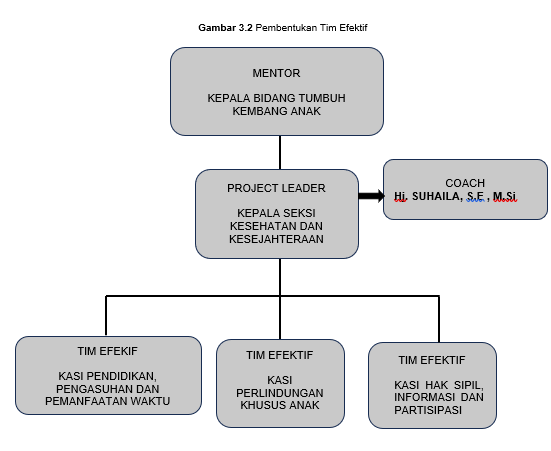 Gambar 3.2 Pembentukan Tim Efektif
MENTOR
KEPALA BIDANG TUMBUH
KEMBANG ANAK
PROJECT LEADER
KEPALA SEKSI
KESEHATAN DAN
KESEJAHTERAAN
COACH
Hj. SUHAILA, S.E., M.Si
TIM EFEKIF
KASI PENDIDIKAN,
PENGASUHAN DAN
PEMANFAATAN WAKTU
TIM EFEKTIF
KASI
PERLINDUNGAN
KHUSUS ANAK
TIM EFEKTIF
KASI HAK SIPIL,
INFORMASI DAN
PARTISIPASI